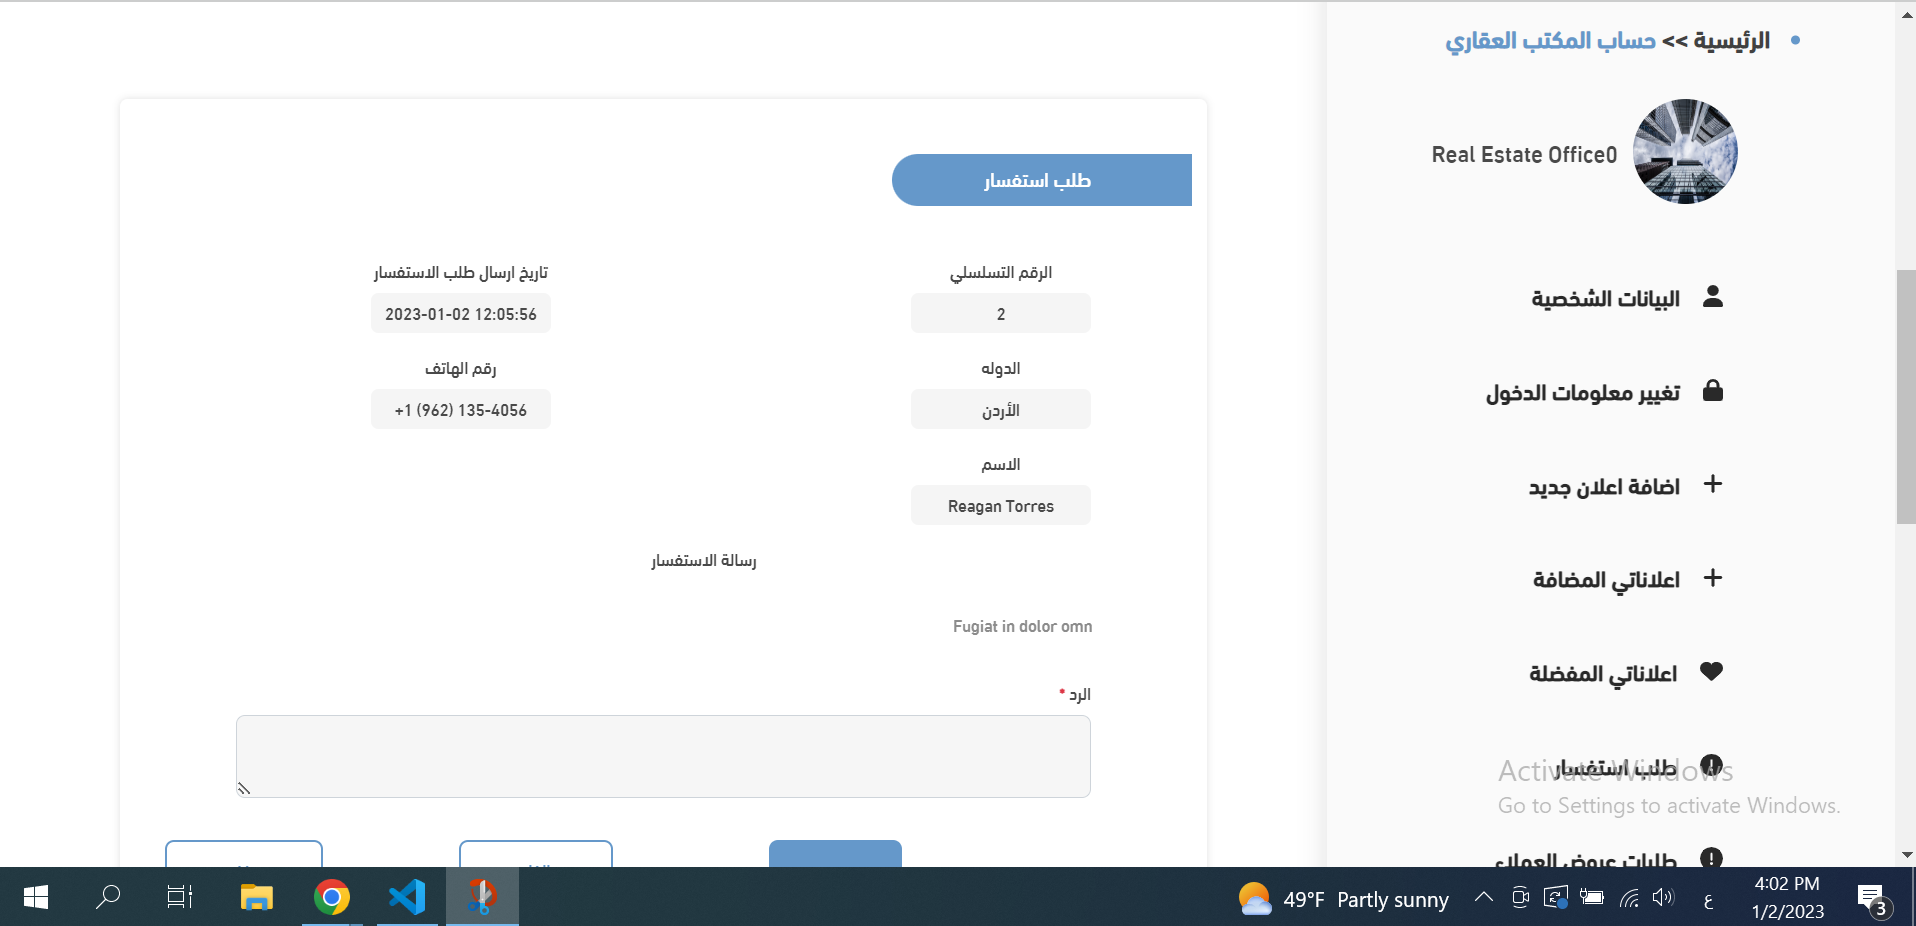 الرئيسية >> حساب المكتب العقاري
Real Estate Office0
البيانات الشخصية
تغيير معلومات الدخول
اضافة اعلان جديد
اعلاناتي المضافة
اعلاناتي المفضلة
طلب استفسار
طلبات عروض العملاء
طلب استفسار
الرقم التسلسلي
2
تاريخ ارسال طلب الاستفسار
2023-01-02 12:05:56
الدوله
الأردن
رقم الهاتف
+1 (962) 135-4056
الاسم
Reagan Torres
رسالة الاستفسار
Fugiat in dolor omn
الرد *
Activate Windows
Go to Settings to activate Windows.
49°F Partly sunny
ع
4:02 PM
1/2/2023
3